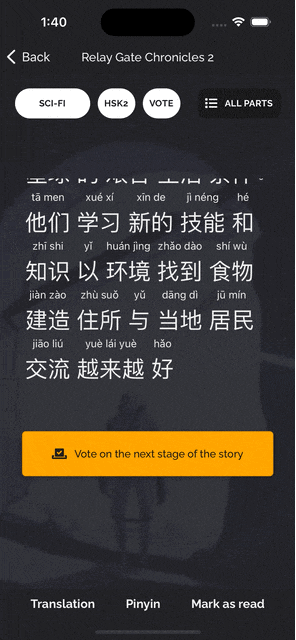 1:40
Back
Relay Gate Chronicles 2
SCI-FI
HSK2
VOTE
ALL PARTS
tā men xué xí xīn de jì néng hé
他们 学习 新的 技能 和
zhī shi yǐ huán jìng zhǎo dào shí wù
知识 以 环境 找到 食物
jiàn zào zhù suǒ yǔ dāng dì jū mín
建造 住所 与 当地 居民
jiāo liú yuè lái yuè hǎo
交流 越来越 好
Vote on the next stage of the story
Translation
Pinyin
Mark as read